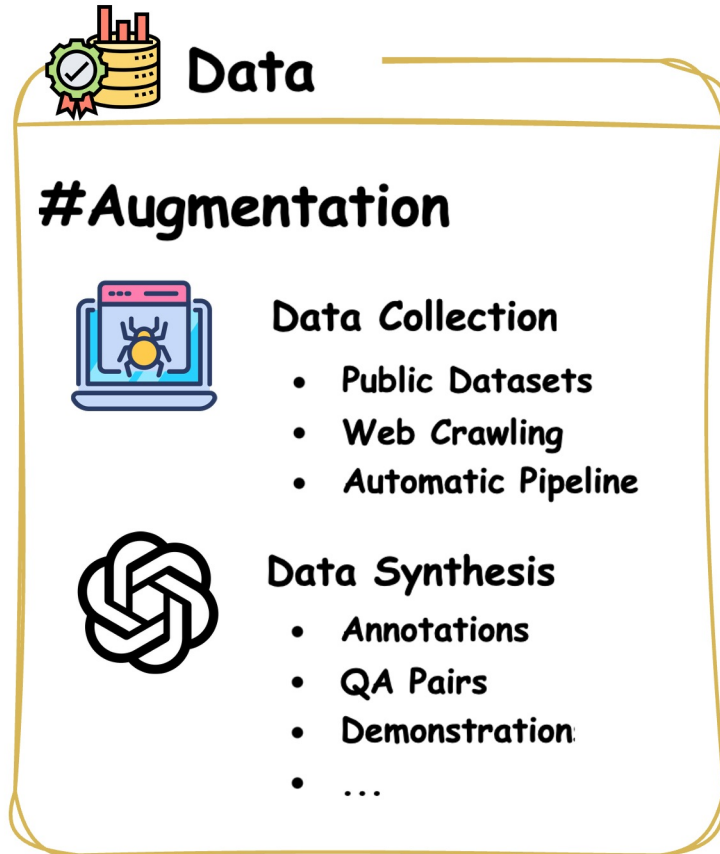 Data
#Augmentation
Data Collection
• Public Datasets
• Web Crawling
• Automatic Pipeline
Data Synthesis
• Annotations
• QA Pairs
• Demonstration
• ...